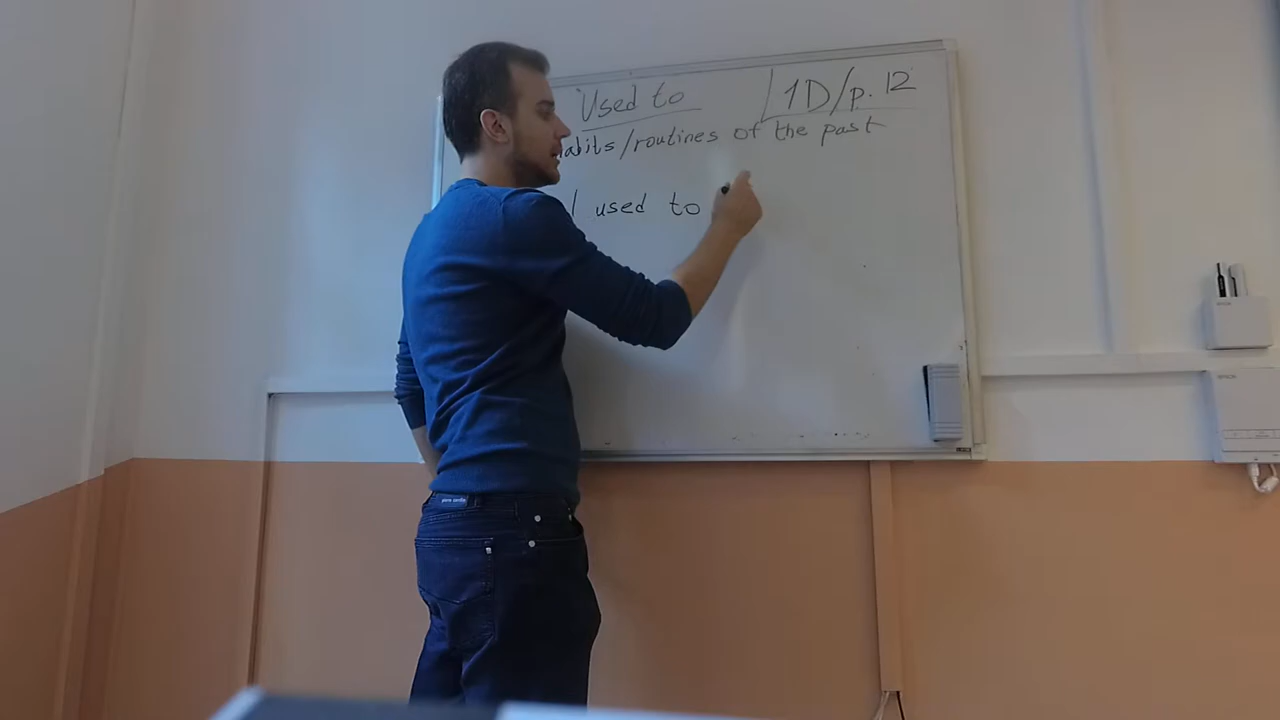 Used to 1D/p. 12
habits/routines of the past
I used to